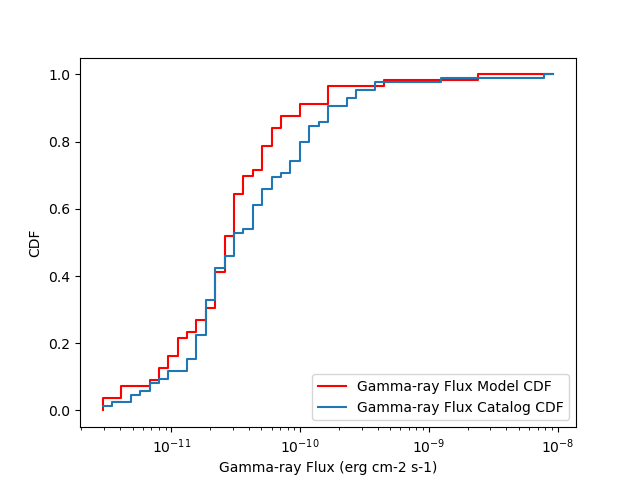 1.0
0.8
0.6
0.4
0.2
0.0
CDF
10⁻¹¹
10⁻¹⁰
10⁻⁹
10⁻⁸
Gamma-ray Flux (erg cm-2 s-1)
Gamma-ray Flux Model CDF
Gamma-ray Flux Catalog CDF